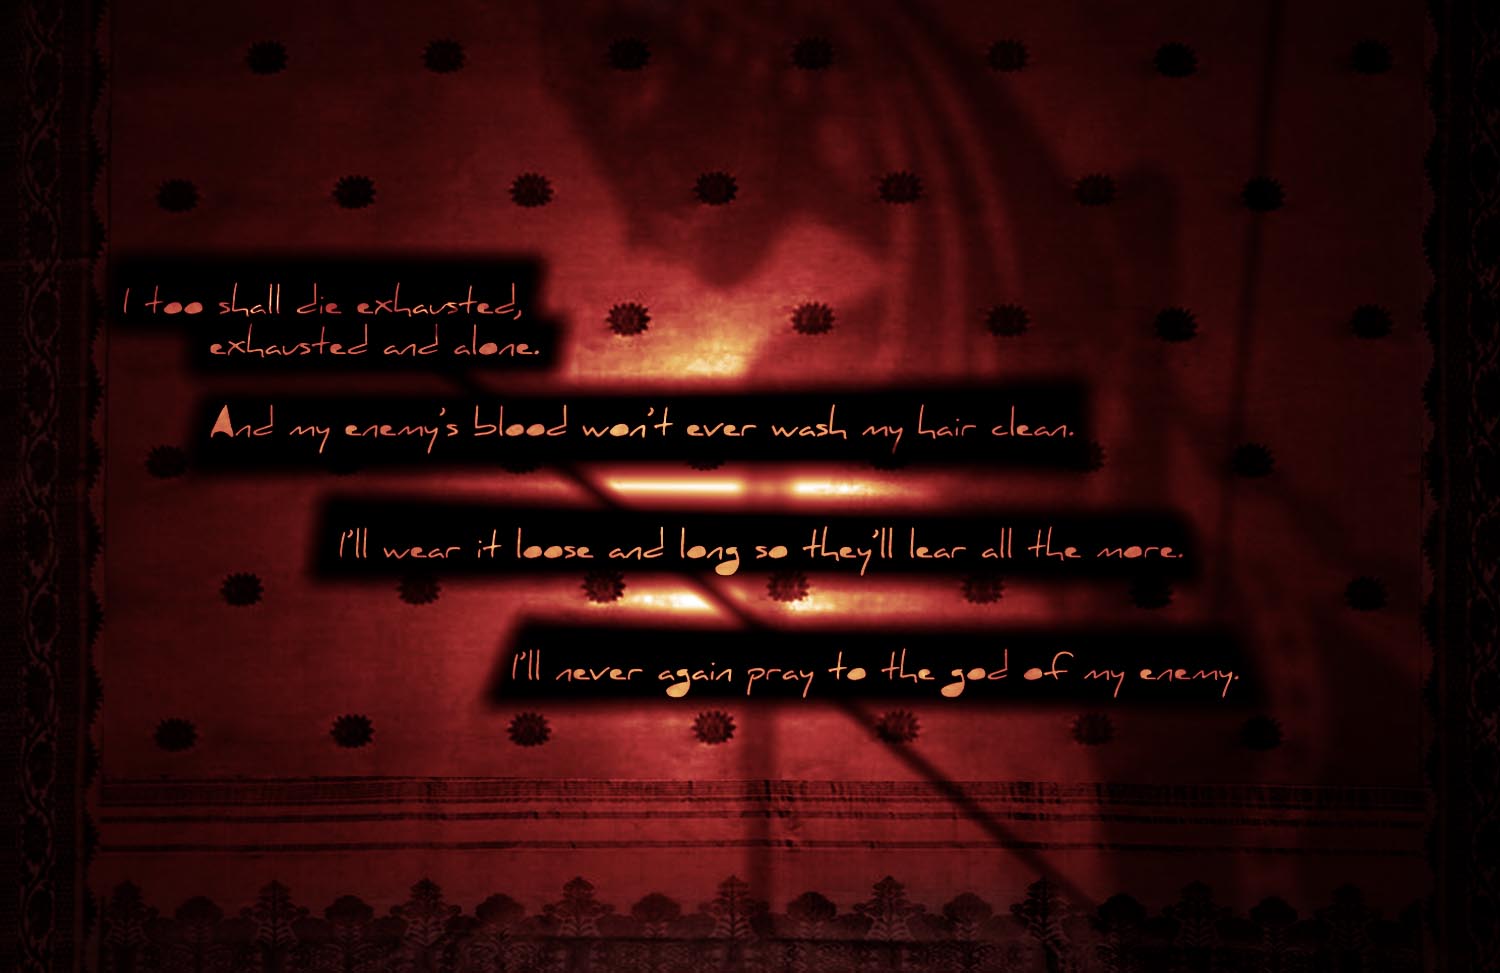 I too shall die exhausted,
exhausted and alone.
And my enemy's blood won't ever wash my hair clean.
I'll wear it loose and long so they'll lear all the more.
I'll never again pray to the god of my enemy.